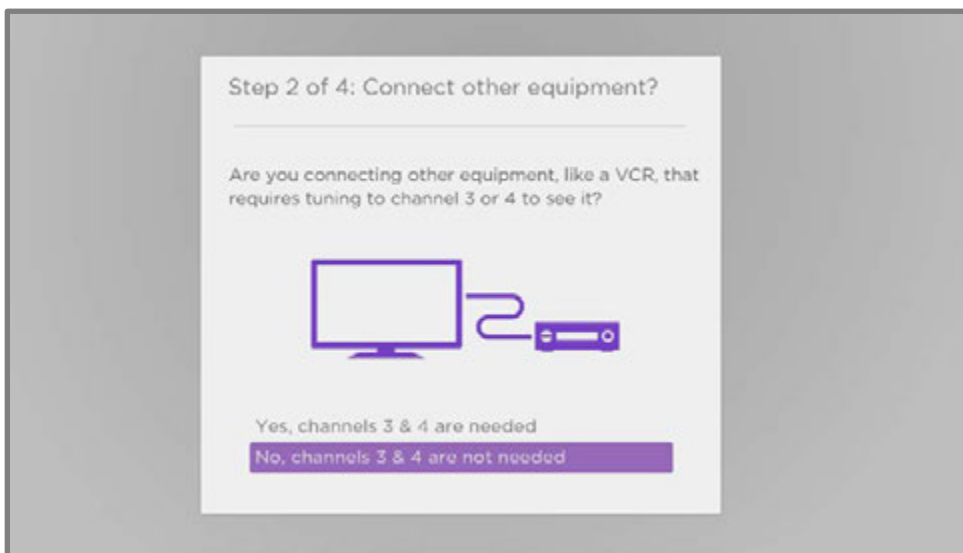 Step 2 of 4: Connect other equipment?
Are you connecting other equipment, like a VCR, that
requires tuning to channel 3 or 4 to see it?
Yes, channels 3 & 4 are needed
No, channels 3 & 4 are not needed